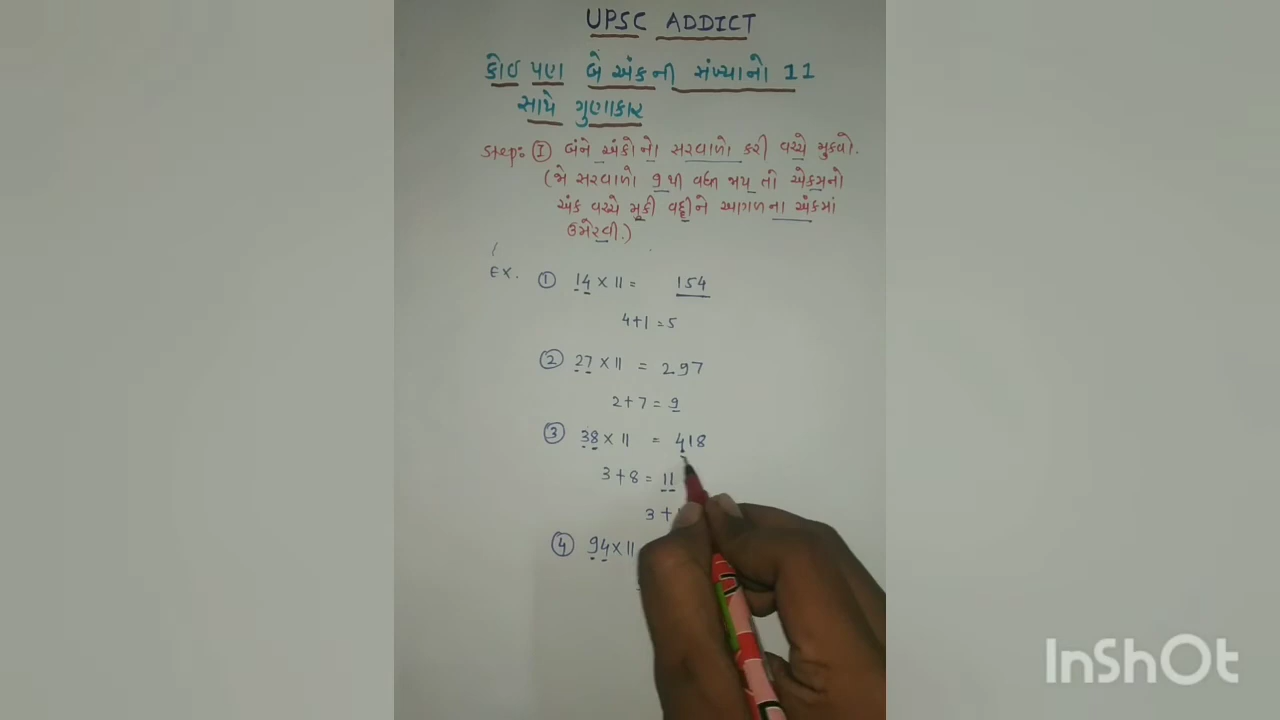 UPSC ADDICT
કોઈ પણ બે અંકની સંખ્યાનો 11
સાથે ગુણાકાર
Step: I બંને અંકોનો સરવાળો કરી વચ્ચે મુકવો.
(જો સરવાળો 9 થી વધી જાય તો એકમનો
અંક વચ્ચે મૂકી વદ્દીને આગળના અંકમાં
ઉમેરવી.)
Ex. 1 14 × 11 = 154
4+1 = 5
2 27 × 11 = 297
2 + 7 = 9
3 38 × 11 = 418
3 + 8 = 11
3 +
4 94 × 11
InShOt